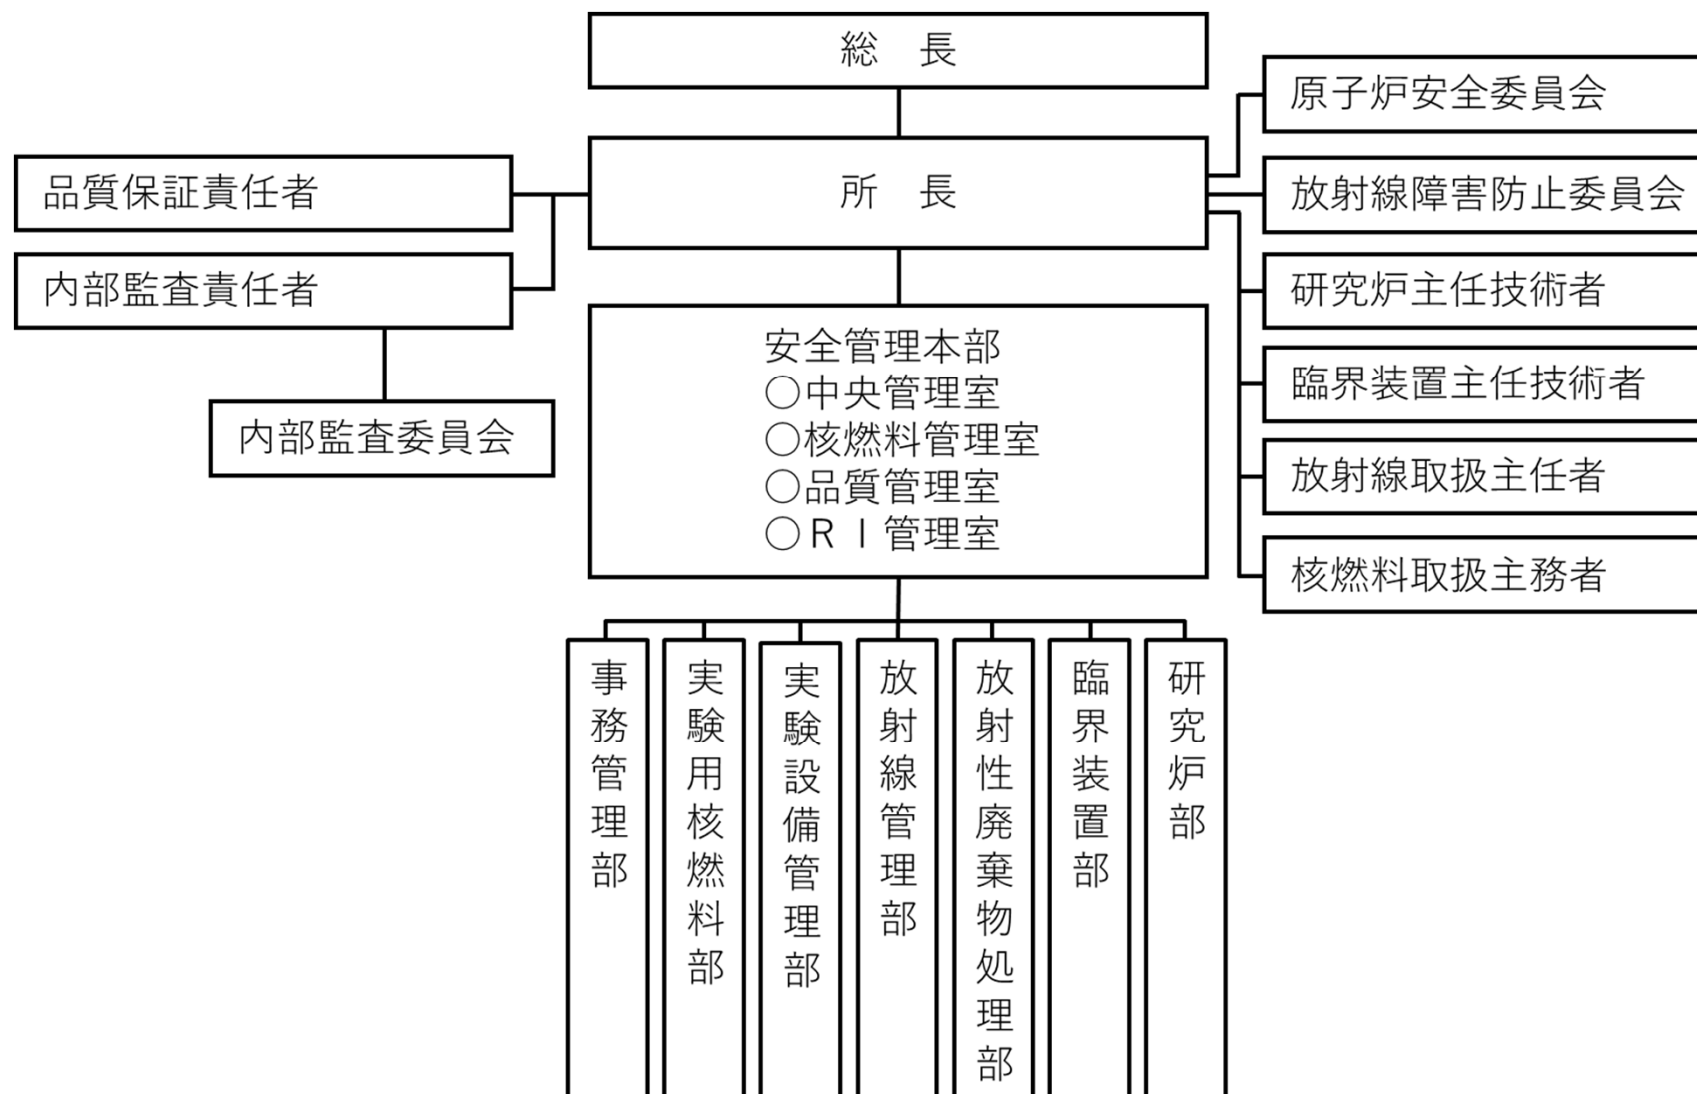 総　長
所　長
品質保証責任者
内部監査責任者
内部監査委員会
原子炉安全委員会
放射線障害防止委員会
研究炉主任技術者
臨界装置主任技術者
放射線取扱主任者
核燃料取扱主務者
安全管理本部
○中央管理室
○核燃料管理室
○品質管理室
○ＲＩ管理室
事務管理部
実験用核燃料部
実験設備管理部
放射線管理部
放射性廃棄物処理部
臨界装置部
研究炉部